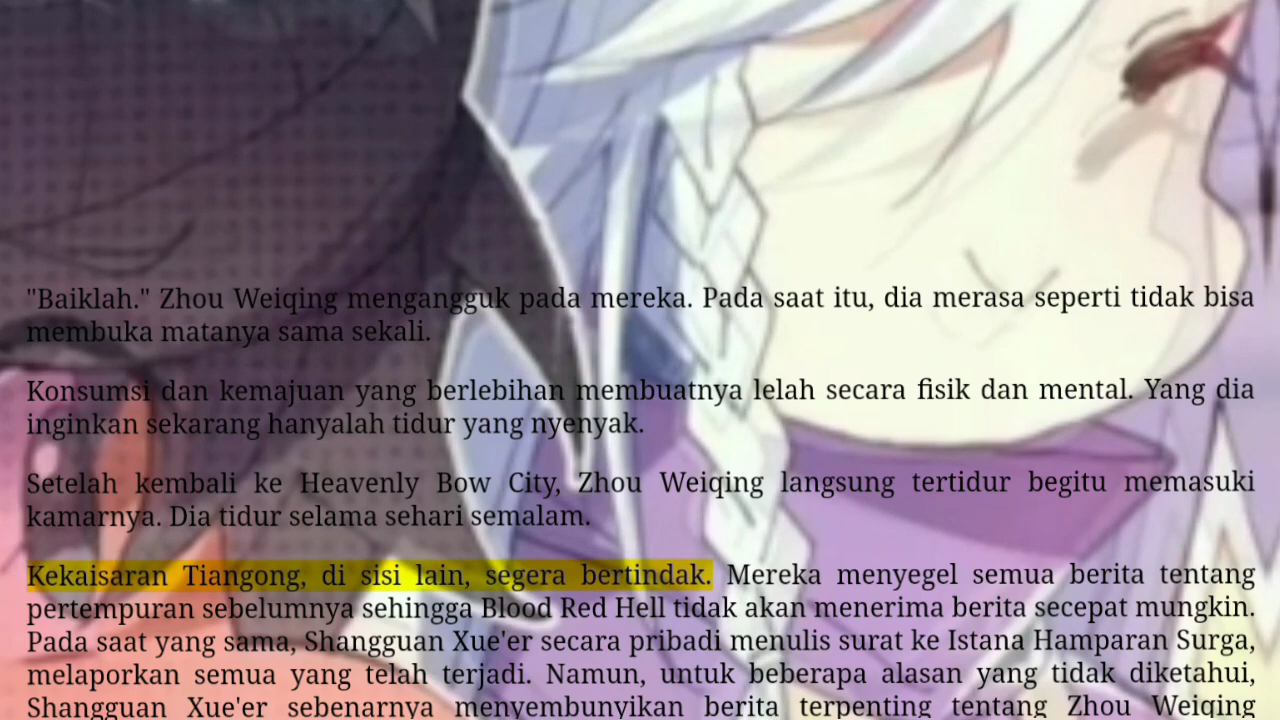 "Baiklah." Zhou Weiqing mengangguk pada mereka. Pada saat itu, dia merasa seperti tidak bisa
membuka matanya sama sekali.
Konsumsi dan kemajuan yang berlebihan membuatnya lelah secara fisik dan mental. Yang dia
inginkan sekarang hanyalah tidur yang nyenyak.
Setelah kembali ke Heavenly Bow City, Zhou Weiqing langsung tertidur begitu memasuki
kamarnya. Dia tidur selama sehari semalam.
Kekaisaran Tiangong, di sisi lain, segera bertindak. Mereka menyegel semua berita tentang
pertempuran sebelumnya sehingga Blood Red Hell tidak akan menerima berita secepat mungkin.
Pada saat yang sama, Shangguan Xue'er secara pribadi menulis surat ke Istana Hamparan Surga,
melaporkan semua yang telah terjadi. Namun, untuk beberapa alasan yang tidak diketahui,
Shangguan Xue'er sebenarnya menyembunyikan berita terpenting tentang Zhou Weiqing